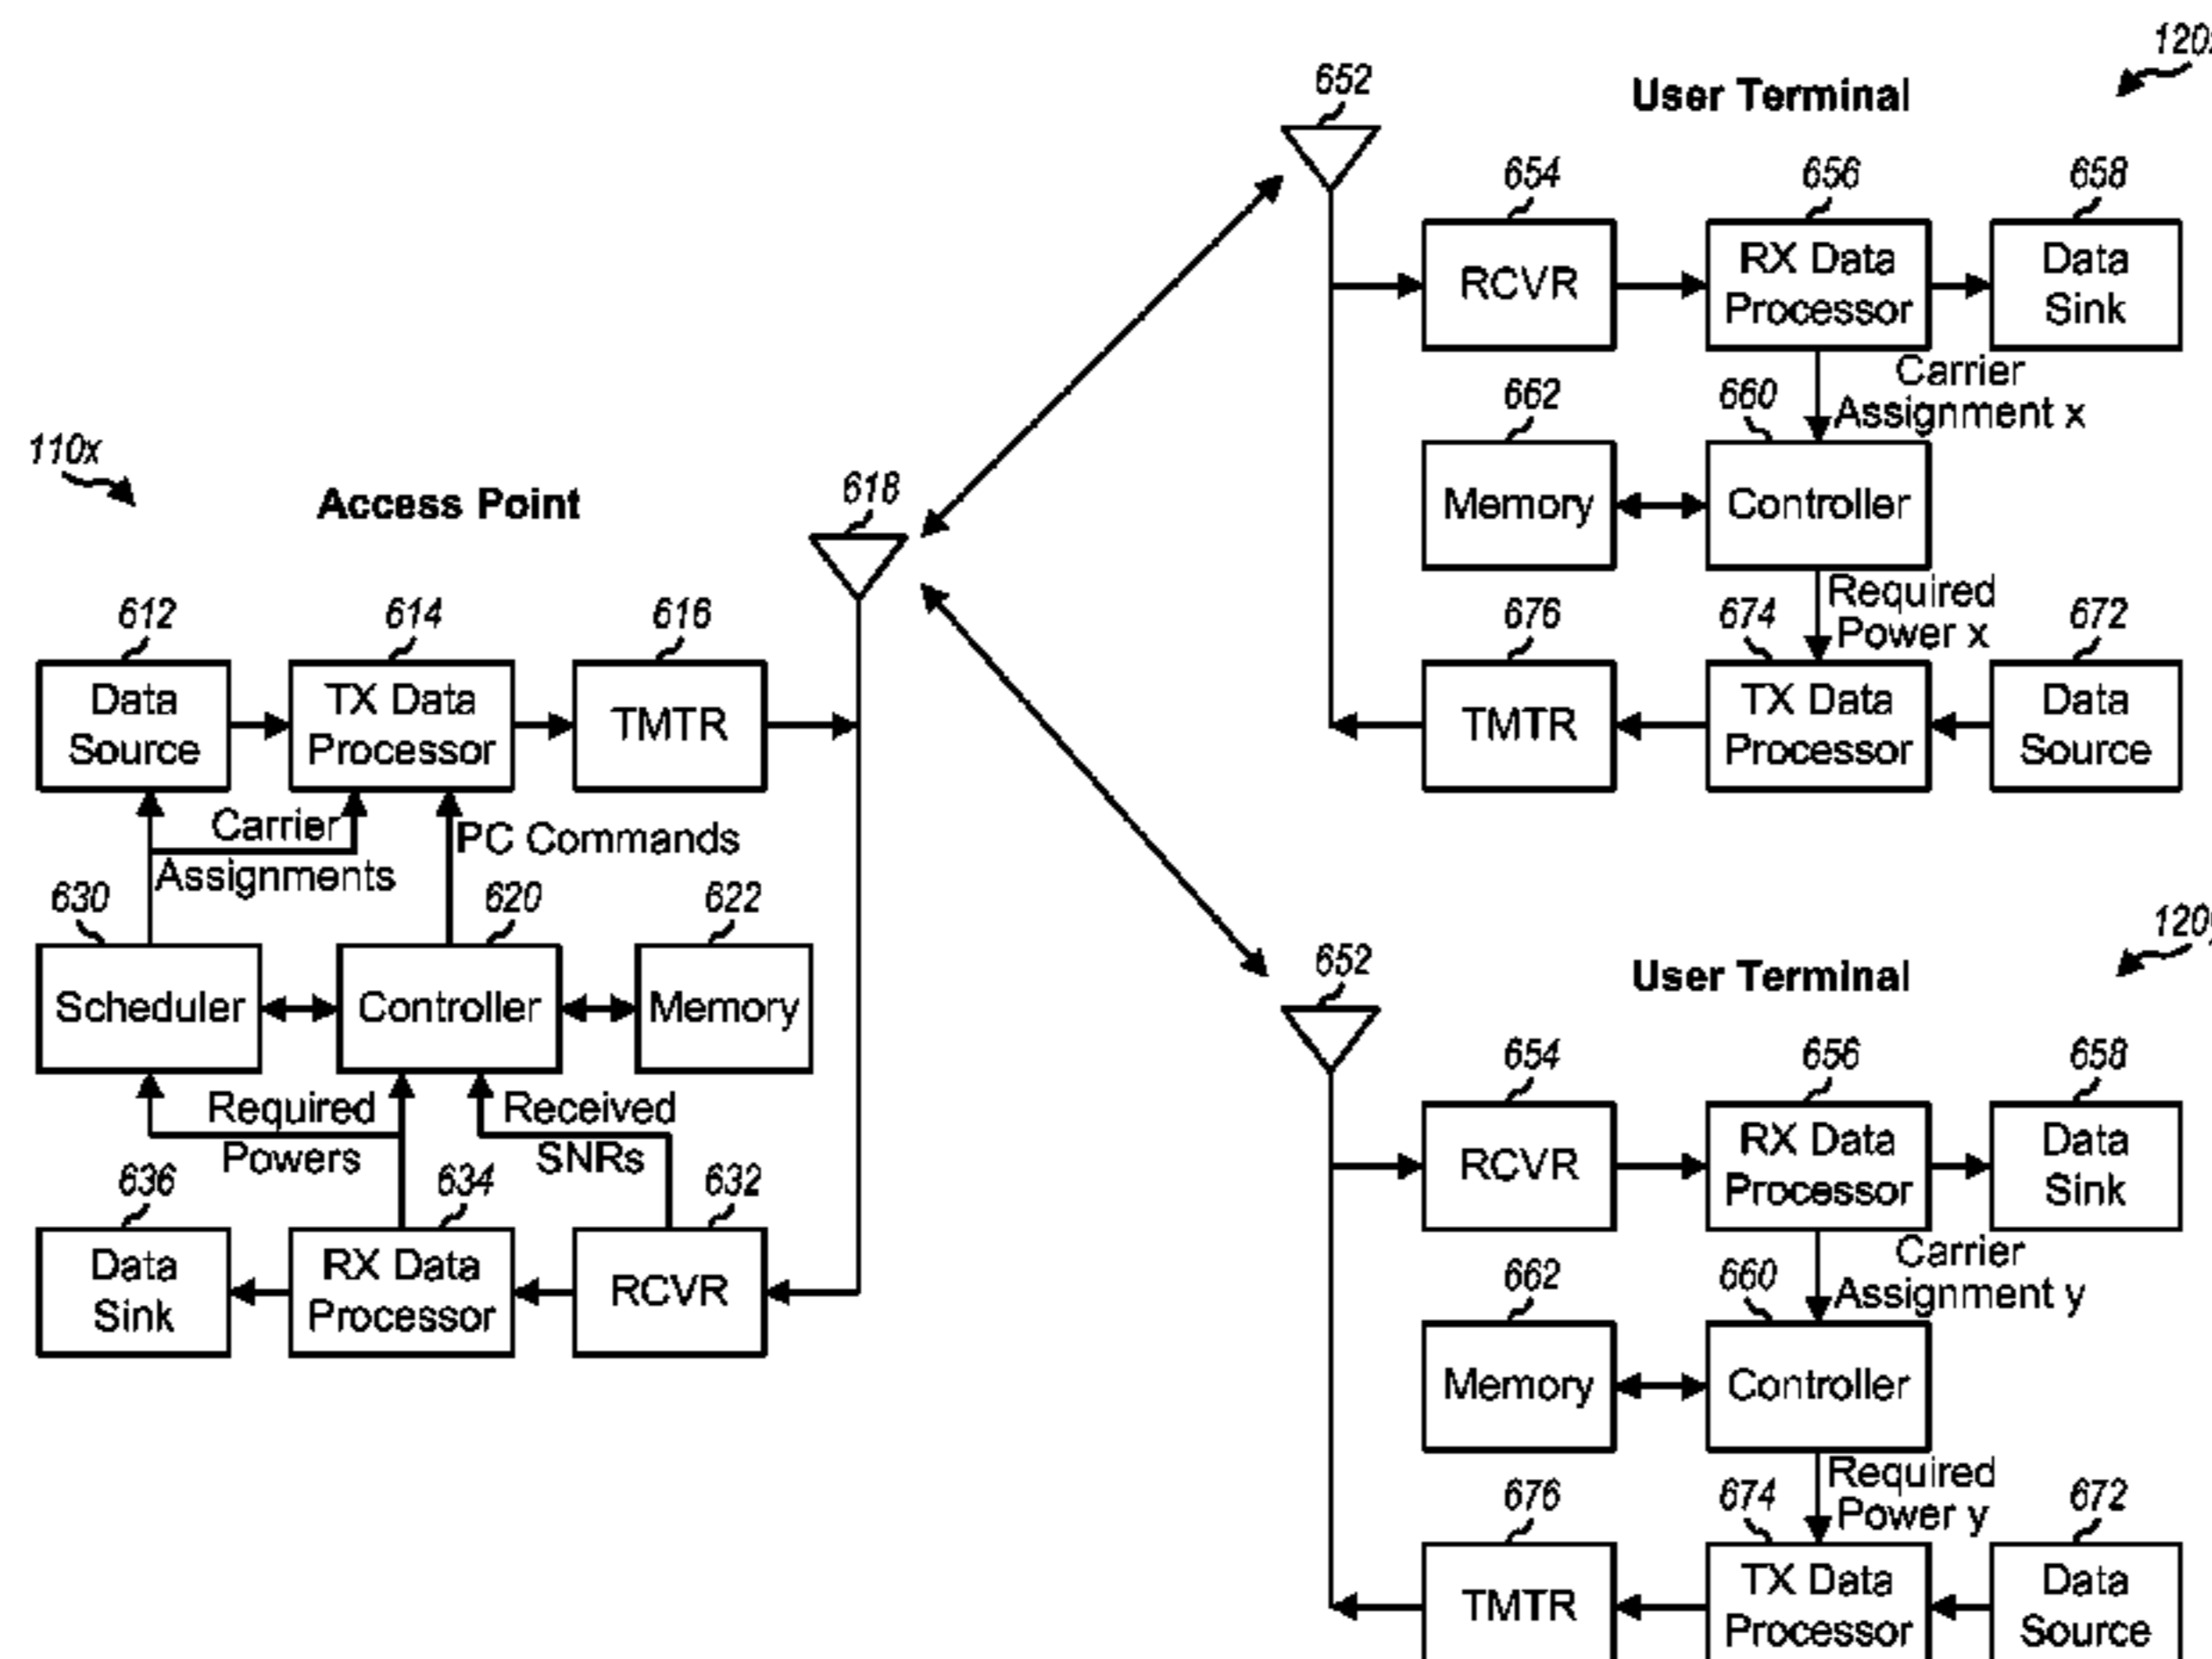 110x
Access Point
618
612
614
616
Data
Source
TX Data
Processor
TMTR
Carrier
Assignments
PC Commands
630
620
622
Scheduler
Controller
Memory
Required
Powers
Received
SNRs
636
634
632
Data
Sink
RX Data
Processor
RCVR
652
User Terminal
654
656
658
RCVR
RX Data
Processor
Data
Sink
Carrier
Assignment x
662
660
Memory
Controller
Required
Power x
676
674
672
TMTR
TX Data
Processor
Data
Source
652
User Terminal
654
656
658
RCVR
RX Data
Processor
Data
Sink
Carrier
Assignment y
662
660
Memory
Controller
Required
Power y
676
674
672
TMTR
TX Data
Processor
Data
Source